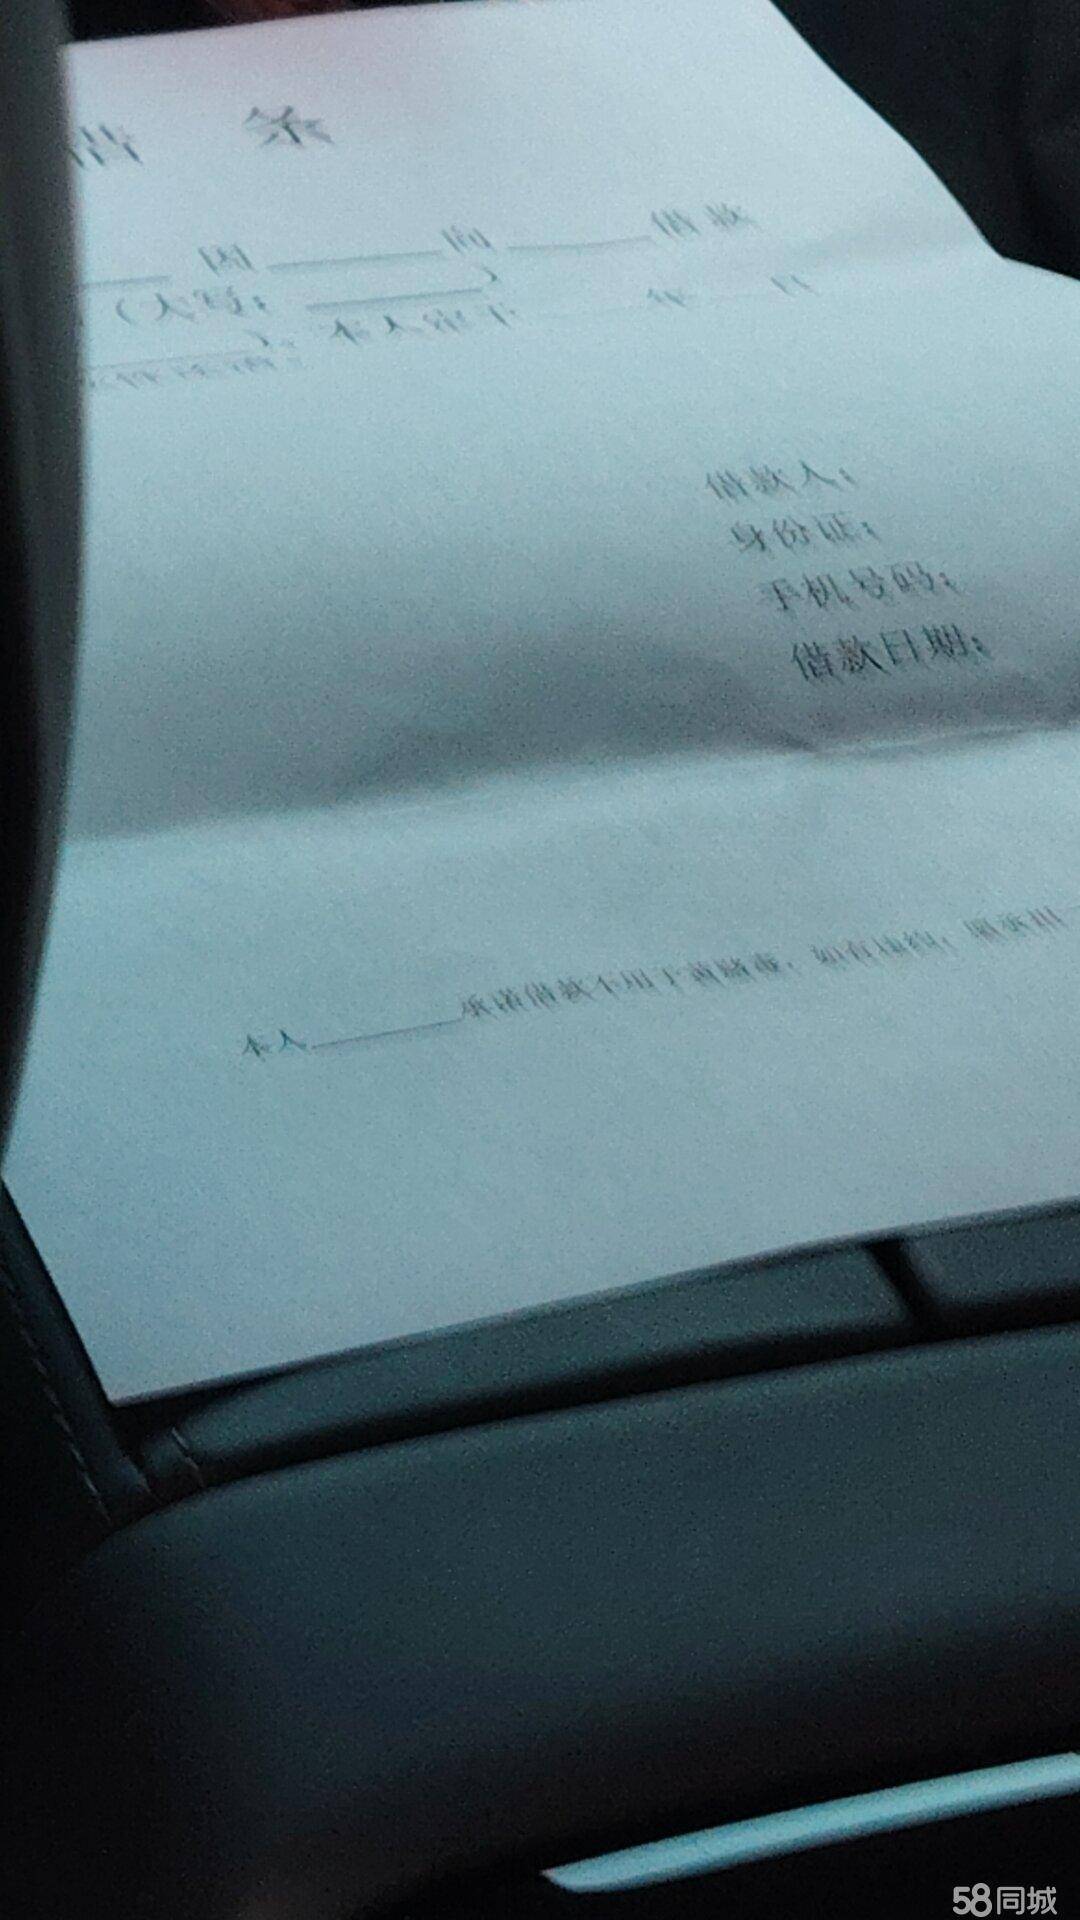 借 条
因 向 借款
（大写： ）
）。本人定于 年 月
借款人：
身份证：
手机号码：
借款日期：
本人 承诺借款不用于黄赌毒，如有违约，愿承担
58同城